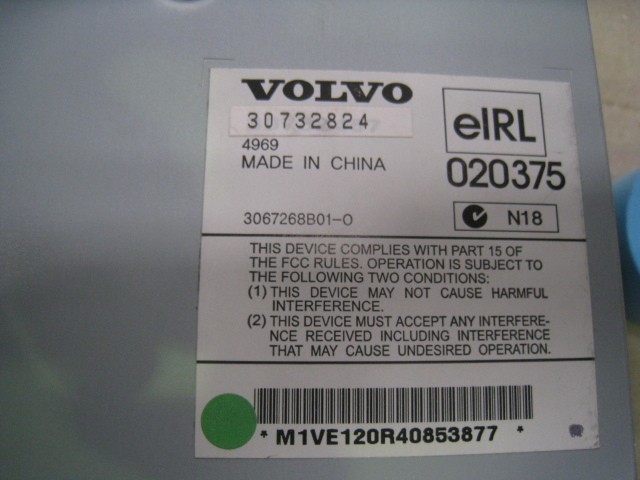 VOLVO
30732824
4969
MADE IN CHINA
eIRL
020375
3067268B01-O
N18
THIS DEVICE COMPLIES WITH PART 15 OF
THE FCC RULES. OPERATION IS SUBJECT TO
THE FOLLOWING TWO CONDITIONS:
(1) THIS DEVICE MAY NOT CAUSE HARMFUL
INTERFERENCE.
(2) THIS DEVICE MUST ACCEPT ANY INTERFERE-
NCE RECEIVED INCLUDING INTERFERENCE
THAT MAY CAUSE UNDESIRED OPERATION.
* M1VE120R40853877 *